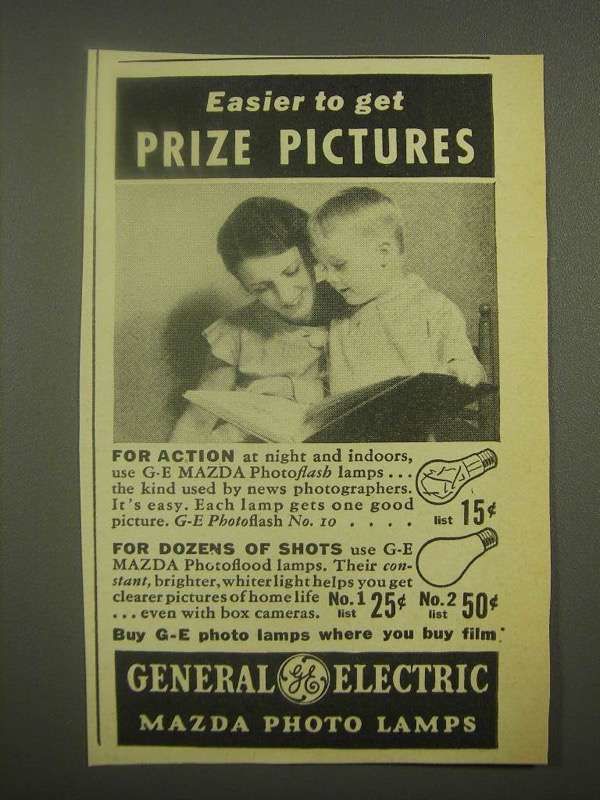 Easier to get
PRIZE PICTURES
FOR ACTION at night and indoors,
use G-E MAZDA Photoflash lamps...
the kind used by news photographers.
It's easy. Each lamp gets one good
picture. G-E Photoflash No. 10 . . . .
list 15¢
FOR DOZENS OF SHOTS use G-E
MAZDA Photoflood lamps. Their con-
stant, brighter, whiter light helps you get
clearer pictures of home life
... even with box cameras.
No. 1 list 25¢ No. 2 list 50¢
Buy G-E photo lamps where you buy film.
GENERAL GE ELECTRIC
MAZDA PHOTO LAMPS